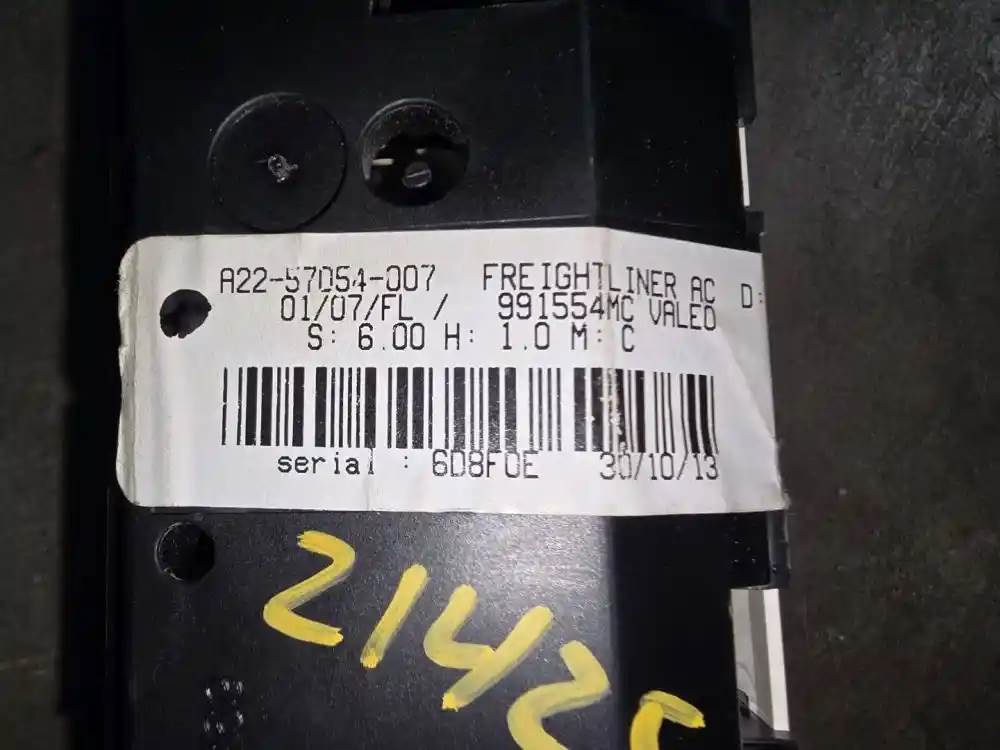 A22-57054-007 FREIGHTLINER AC D:
01/07/FL / 991554MC VALEO
S: 6.00 H: 1.0 M: C
serial : 6D8F0E 30/10/13
2142